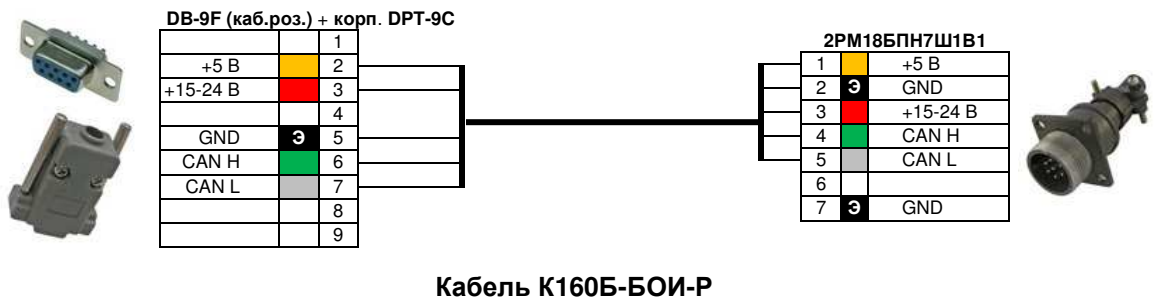 DB-9F (каб.роз.) + корп. DPT-9C
1
+5 В 2
+15-24 В 3
4
GND Э 5
CAN H 6
CAN L 7
8
9
2РМ18БПН7Ш1В1
1 +5 В
2 Э GND
3 +15-24 В
4 CAN H
5 CAN L
6
7 Э GND
Кабель К160Б-БОИ-Р